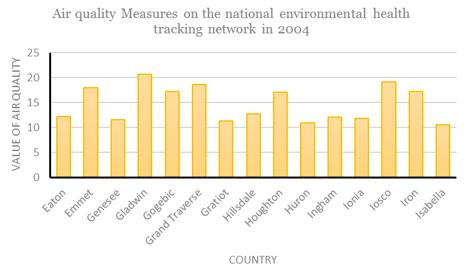 Air quality Measures on the national environmental health
tracking network in 2004
VALUE OF AIR QUALITY
25
20
15
10
5
0
Eaton
Emmet
Genesee
Gladwin
Gogebic
Grand Traverse
Gratiot
Hillsdale
Houghton
Huron
Ingham
Ionia
Iosco
Iron
Isabella
COUNTRY